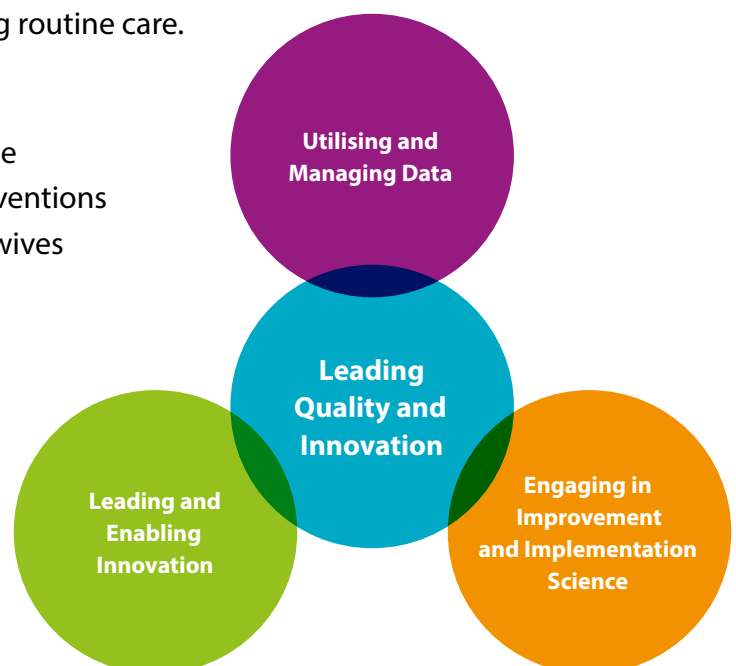 routine care.
Utilising and
Managing Data
wives
Leading
Quality and
Innovation
Leading and
Enabling
Innovation
Engaging in
Improvement
and Implementation
Science